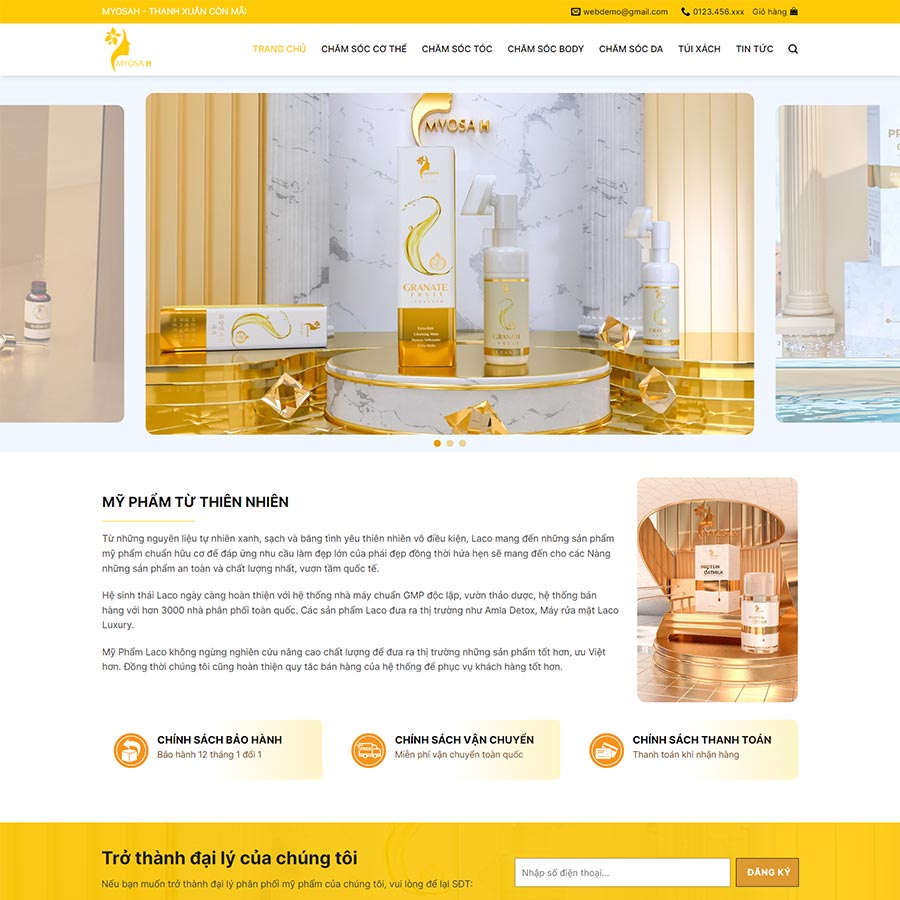 MYOSAH - THANH XUÂN CÒN MÃI
webdemo@gmail.com 0123.456.xxx Giỏ hàng
MYOSA H
TRANG CHỦ CHĂM SÓC CƠ THỂ CHĂM SÓC TÓC CHĂM SÓC BODY CHĂM SÓC DA TÚI XÁCH TIN TỨC
MYOSA H
GRANATE
FRUIT
CLEANSER
Extra Rich
GRANATE
FRUIT
MỸ PHẨM TỪ THIÊN NHIÊN
Từ những nguyên liệu tự nhiên xanh, sạch và bằng tình yêu thiên nhiên vô điều kiện, Laco mang đến những sản phẩm
mỹ phẩm chuẩn hữu cơ để đáp ứng nhu cầu làm đẹp lớn của phái đẹp đồng thời hứa hẹn sẽ mang đến cho các Nàng
những sản phẩm an toàn và chất lượng nhất, vươn tầm quốc tế.
Hệ sinh thái Laco ngày càng hoàn thiện với hệ thống nhà máy chuẩn GMP độc lập, vườn thảo dược, hệ thống bán
hàng với hơn 3000 nhà phân phối toàn quốc. Các sản phẩm Laco đưa ra thị trường như Amla Detox, Máy rửa mặt Laco
Luxury.
Mỹ Phẩm Laco không ngừng nghiên cứu nâng cao chất lượng để đưa ra thị trường những sản phẩm tốt hơn, ưu Việt
hơn. Đồng thời chúng tôi cũng hoàn thiện quy tắc bán hàng của hệ thống để phục vụ khách hàng tốt hơn.
PROTEIN
OATMILK
CHÍNH SÁCH BẢO HÀNH
Bảo hành 12 tháng 1 đổi 1
CHÍNH SÁCH VẬN CHUYỂN
Miễn phí vận chuyển toàn quốc
CHÍNH SÁCH THANH TOÁN
Thanh toán khi nhận hàng
Trở thành đại lý của chúng tôi
Nếu bạn muốn trở thành đại lý phân phối mỹ phẩm của chúng tôi, vui lòng để lại SĐT:
Nhập số điện thoại...
ĐĂNG KÝ